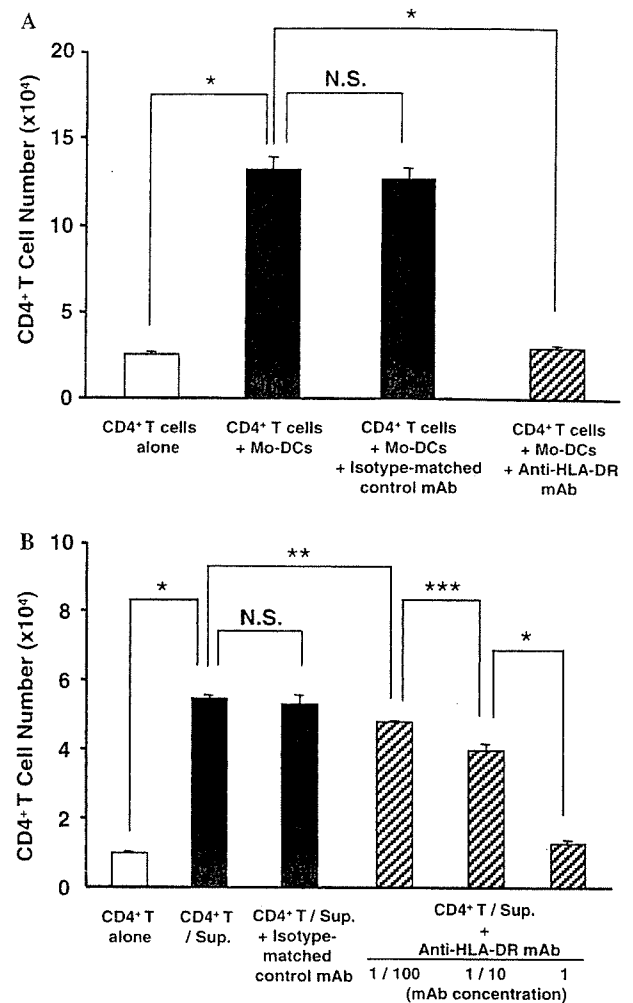 A
*
*
N.S.
20
15
10
5
0
CD4+ T Cell Number (x10⁴)
CD4+ T cells
alone
CD4+ T cells
+ Mo-DCs
CD4+ T cells
+ Mo-DCs
+ Isotype-matched
control mAb
CD4+ T cells
+ Mo-DCs
+ Anti-HLA-DR
mAb
B
**
*
***
N.S.
*
10
8
6
4
2
0
CD4+ T Cell Number (x10⁴)
CD4+ T
alone
CD4+ T
/ Sup.
CD4+ T / Sup.
+ Isotype-
matched
control mAb
CD4+ T / Sup.
+
Anti-HLA-DR mAb
1 / 100 1 / 10 1
(mAb concentration)